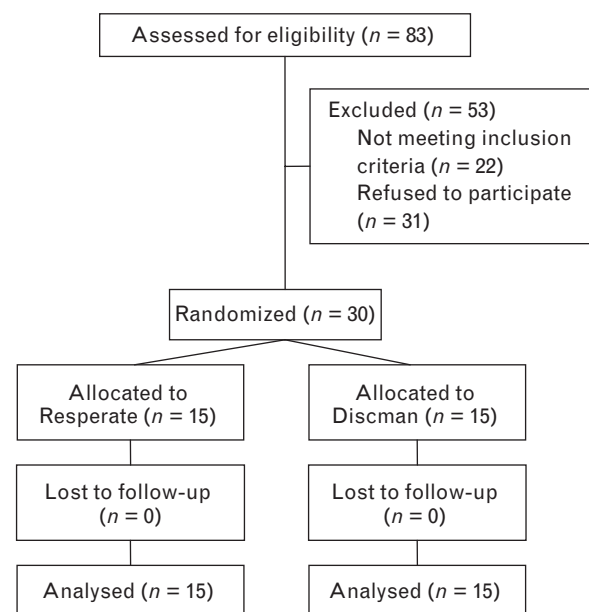 Assessed for eligibility (n = 83)
Excluded (n = 53)
Not meeting inclusion
criteria (n = 22)
Refused to participate
(n = 31)
Randomized (n = 30)
Allocated to
Resperate (n = 15)
Allocated to
Discman (n = 15)
Lost to follow-up
(n = 0)
Lost to follow-up
(n = 0)
Analysed (n = 15)
Analysed (n = 15)